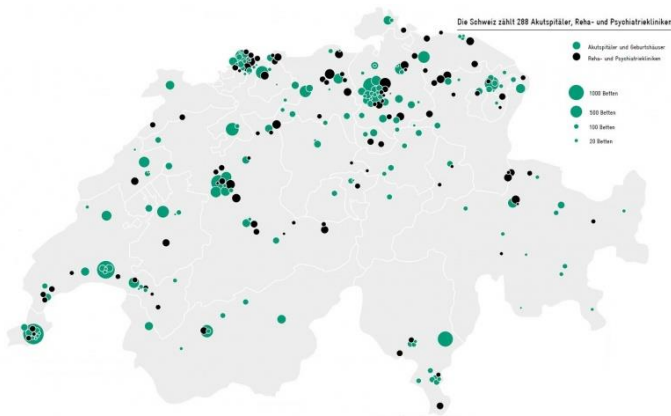 Die Schweiz zählt 288 Akutspitäler, Reha- und Psychiatriekliniken
Akutspitäler und Geburtshäuser
Reha- und Psychiatriekliniken
1000 Betten
500 Betten
100 Betten
20 Betten